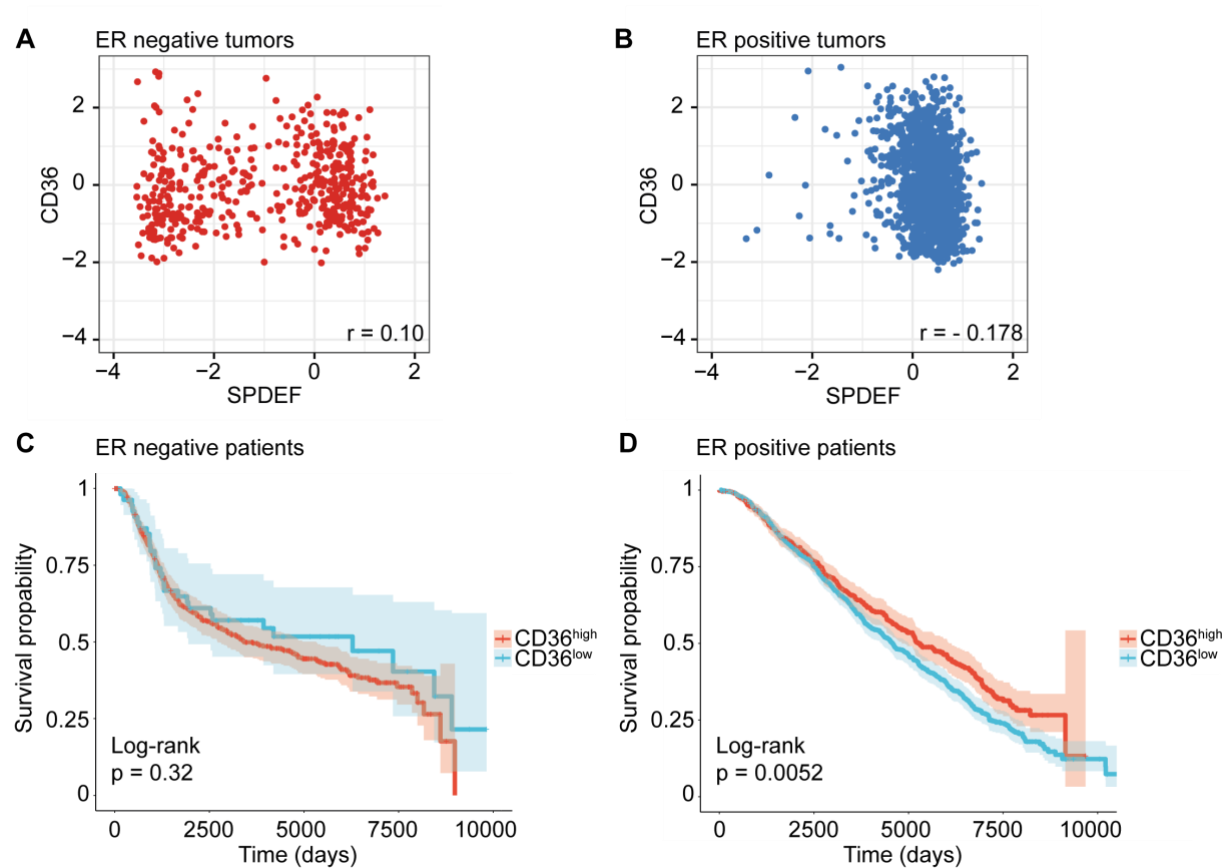 A
ER negative tumors
2
0
−2
−4
CD36
r = 0.10
−4
−2
0
2
SPDEF
B
ER positive tumors
2
0
−2
−4
CD36
r = - 0.178
−4
−2
0
2
SPDEF
C
ER negative patients
1
0.75
0.5
0.25
0
Survival propability
CD36high
CD36low
Log-rank
p = 0.32
0
2500
5000
7500
10000
Time (days)
D
ER positive patients
1
0.75
0.5
0.25
0
Survival propability
CD36high
CD36low
Log-rank
p = 0.0052
0
2500
5000
7500
10000
Time (days)